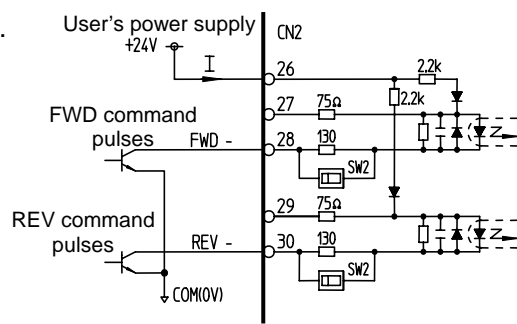 .
User's power supply
+24V
CN2
I
26
2.2k
27
75Ω
2.2k
FWD command
pulses
FWD -
28
130
SW2
29
75Ω
REV command
pulses
REV -
30
130
SW2
COM(0V)